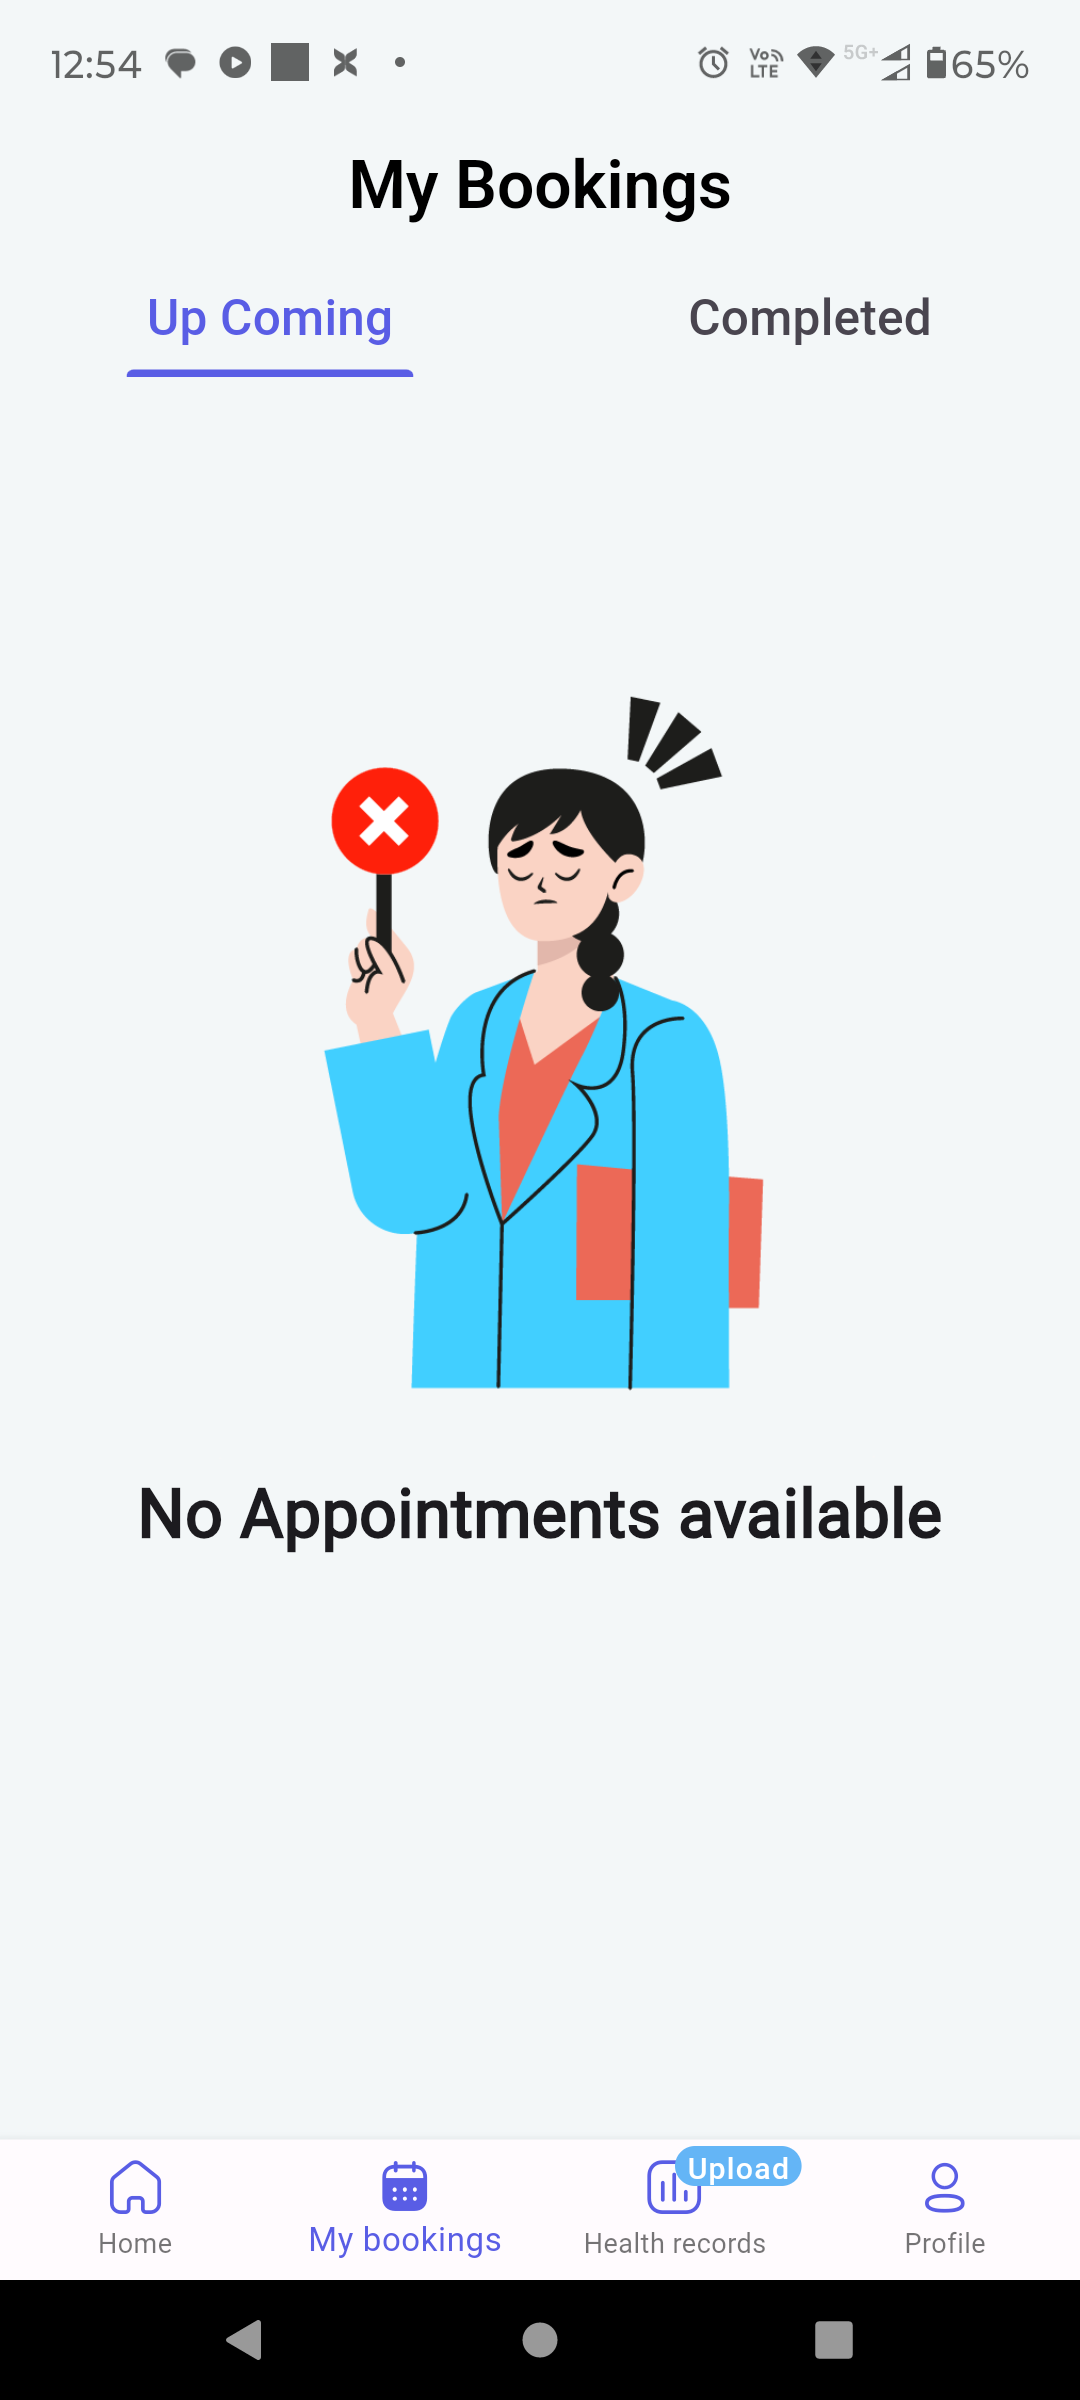 12:54
Vo LTE 5G+ 65%
My Bookings
Up Coming Completed
No Appointments available
Upload
Home My bookings Health records Profile